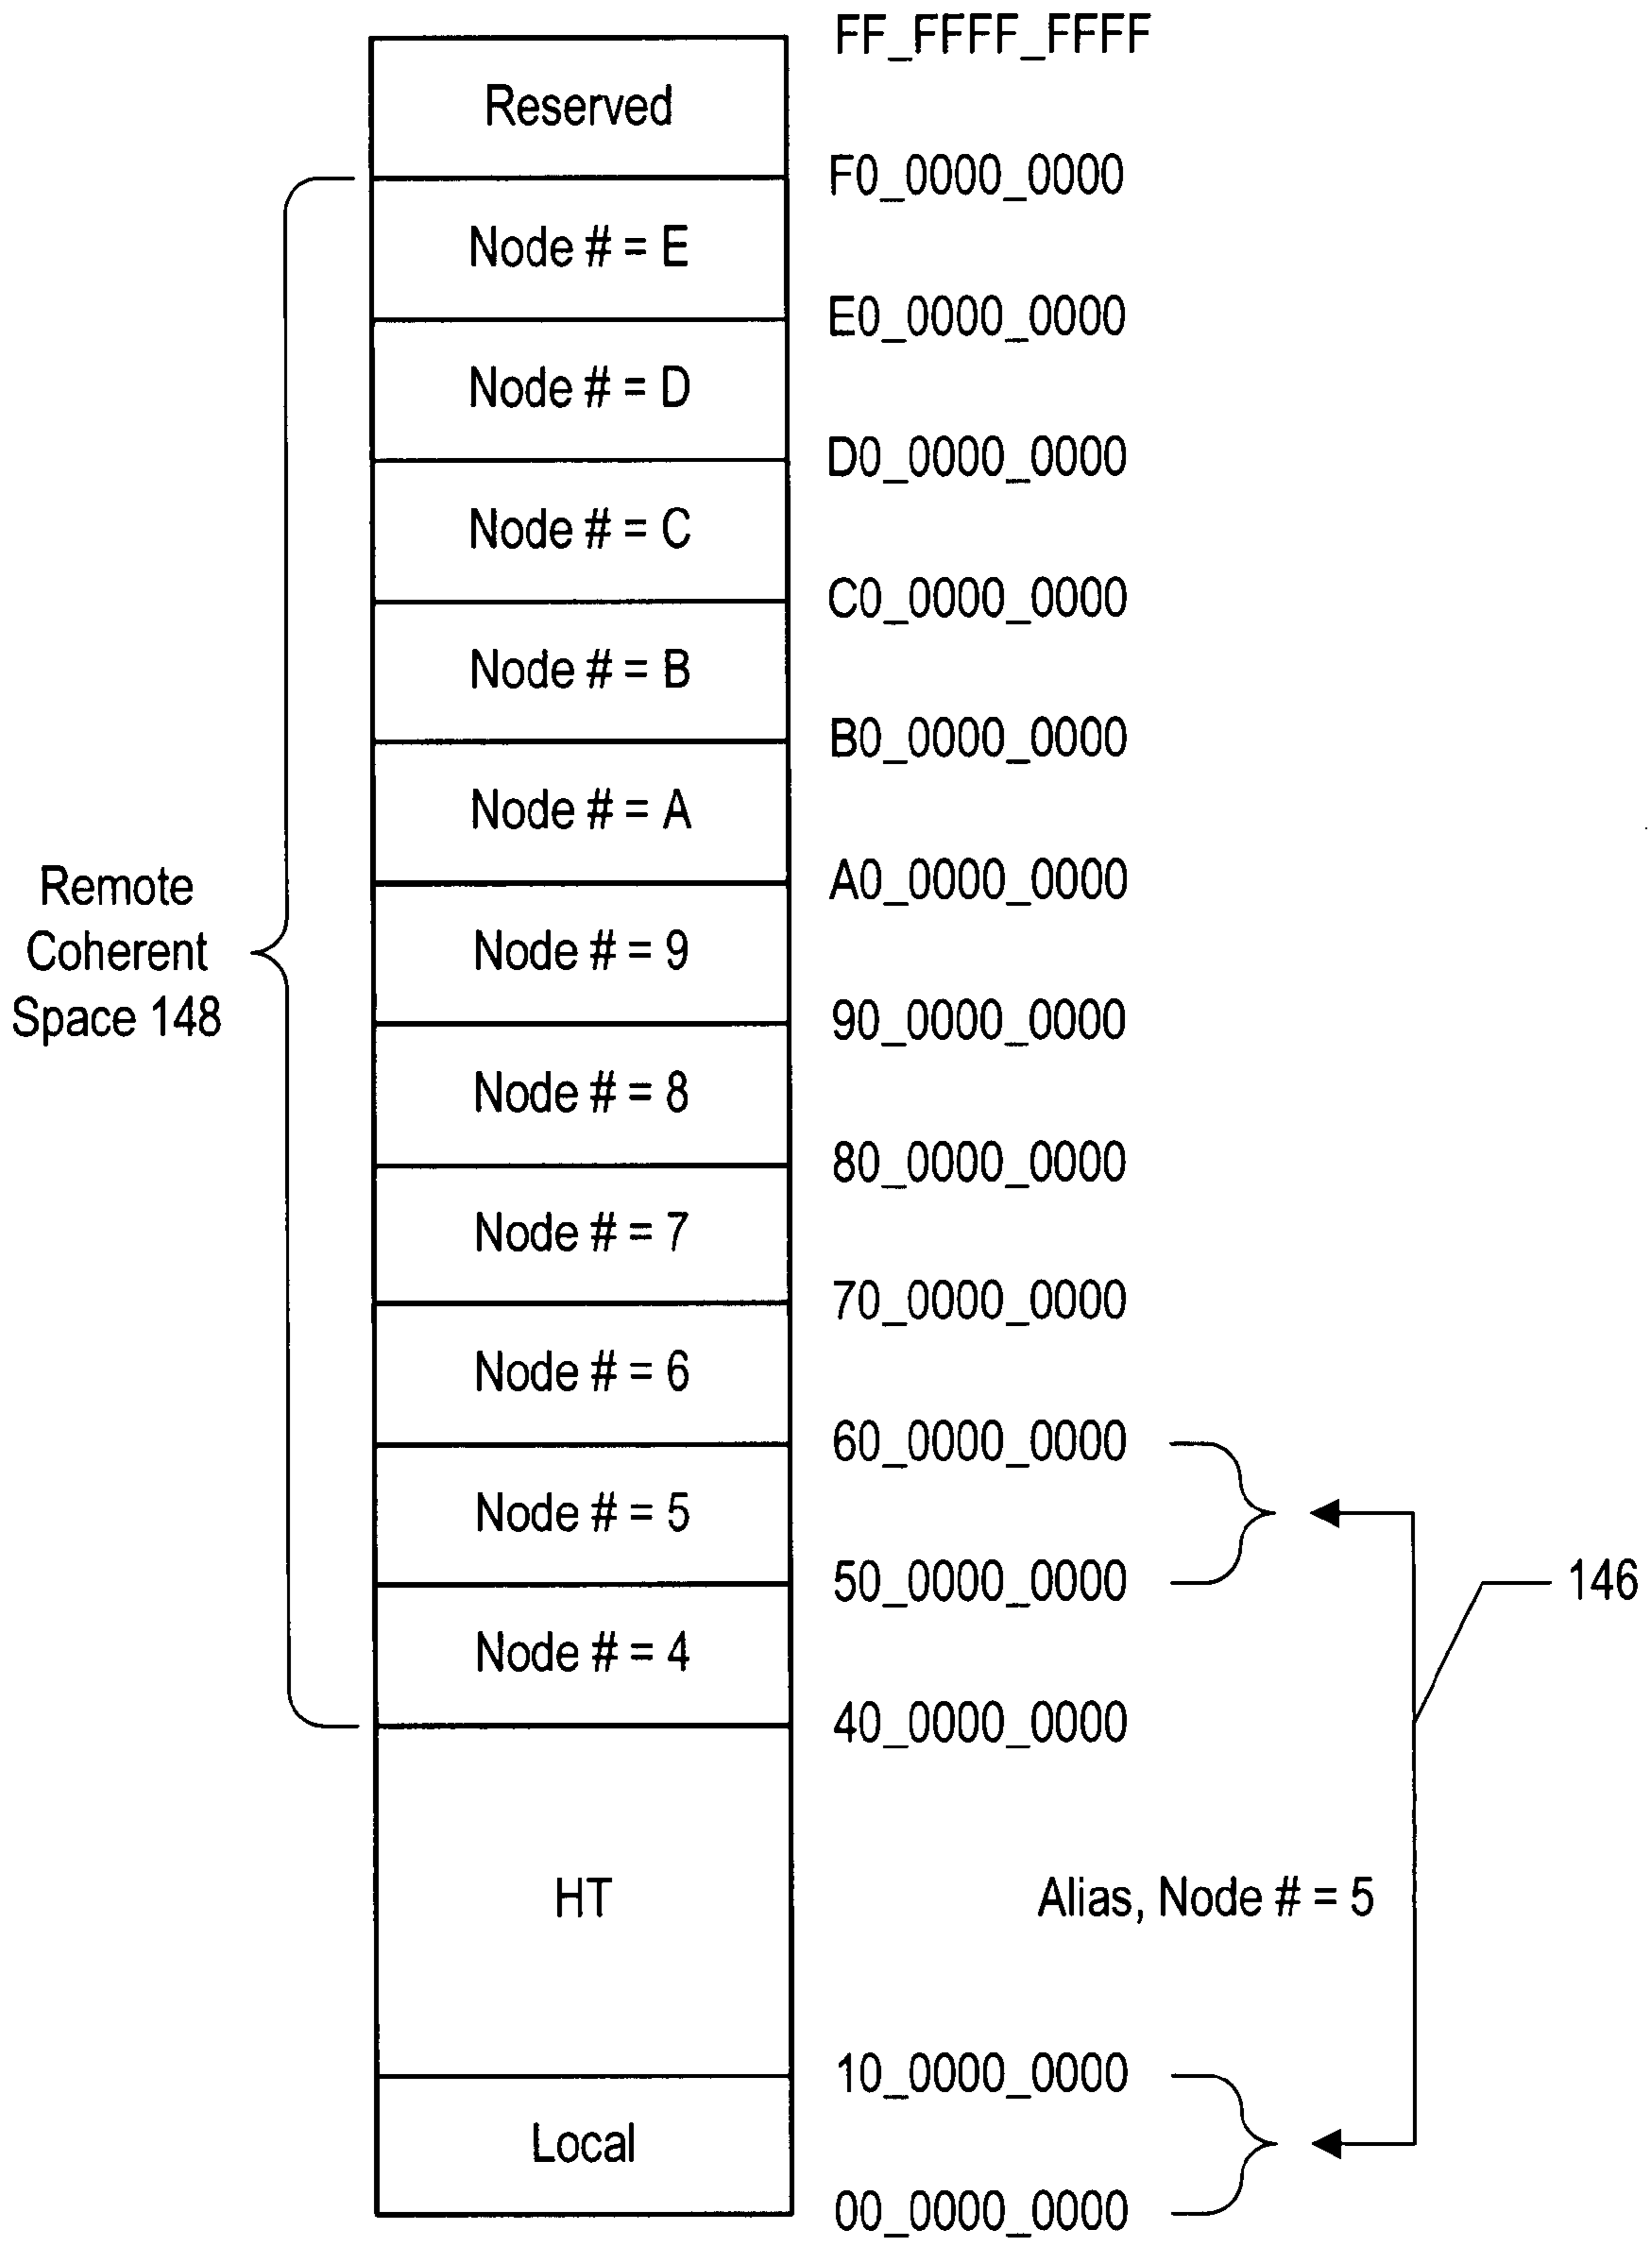 FF_FFFF_FFFF
Reserved
F0_0000_0000
Node # = E
E0_0000_0000
Node # = D
D0_0000_0000
Node # = C
C0_0000_0000
Node # = B
B0_0000_0000
Node # = A
A0_0000_0000
Remote
Coherent
Space 148
Node # = 9
90_0000_0000
Node # = 8
80_0000_0000
Node # = 7
70_0000_0000
Node # = 6
60_0000_0000
Node # = 5
50_0000_0000
146
Node # = 4
40_0000_0000
HT
Alias, Node # = 5
10_0000_0000
Local
00_0000_0000